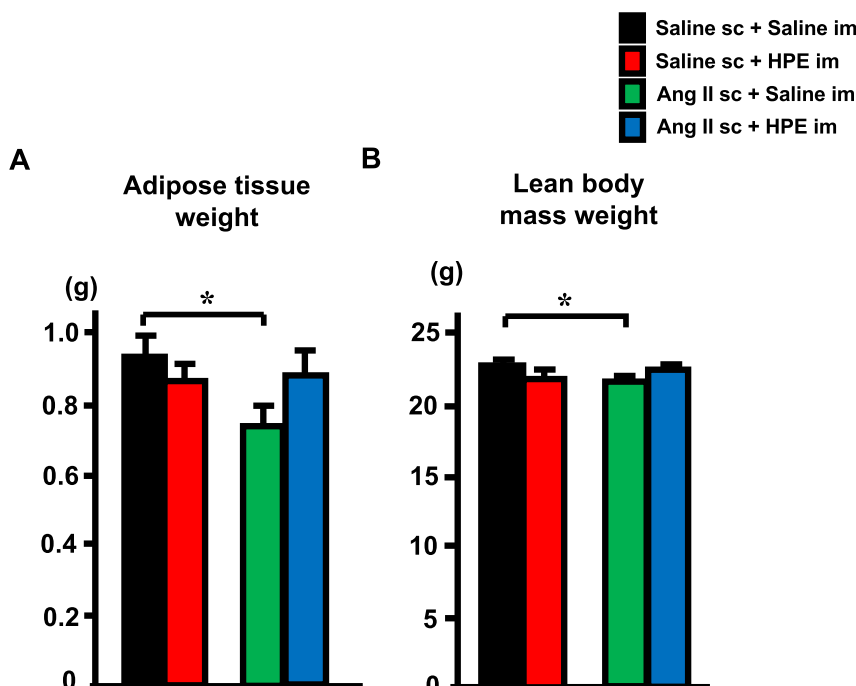 Saline sc + Saline im
Saline sc + HPE im
Ang II sc + Saline im
Ang II sc + HPE im
A
Adipose tissue
weight
(g)
*
1.0
0.8
0.6
0.4
0.2
0
B
Lean body
mass weight
(g)
*
25
20
15
10
5
0